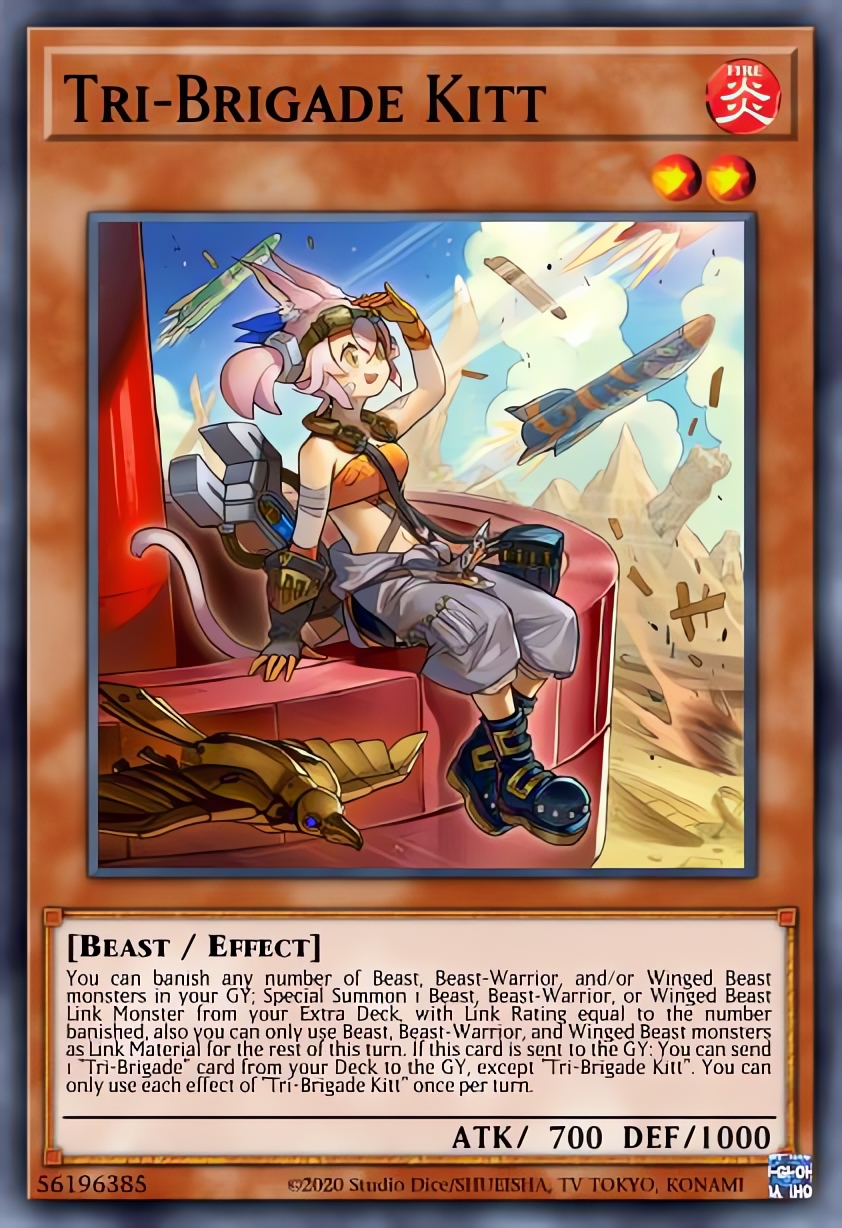 Tri-Brigade Kitt
FIRE
炎
[Beast / Effect]
You can banish any number of Beast, Beast-Warrior, and/or Winged Beast
monsters in your GY; Special Summon 1 Beast, Beast-Warrior, or Winged Beast
Link Monster from your Extra Deck, with Link Rating equal to the number
banished, also you can only use Beast, Beast-Warrior, and Winged Beast monsters
as Link Material for the rest of this turn. If this card is sent to the GY: You can send
1 "Tri-Brigade" card from your Deck to the GY, except "Tri-Brigade Kitt". You can
only use each effect of "Tri-Brigade Kitt" once per turn.
ATK/ 700 DEF/1000
56196385 ©2020 Studio Dice/SHUEISHA, TV TOKYO, KONAMI